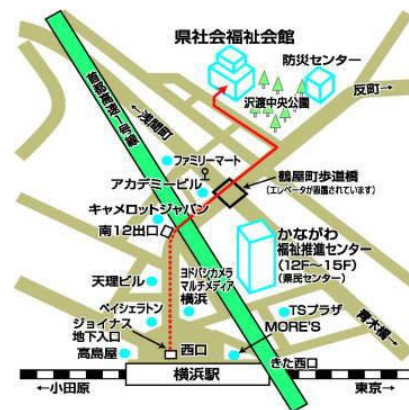 県社会福祉会館
防災センター
沢渡中央公園
反町
←浅間町
首都高速一号横羽線
ファミリーマート
アカデミービル
鶴屋町歩道橋
(エレベータが設置されています)
キャメロットジャパン
南12出口
かながわ
福祉推進センター
(12F～15F)
(県民センター)
青木橋
天理ビル
ヨドバシカメラ
マルチメディア
横浜
ベイシェラトン
ジョイナス
地下入口
TSプラザ
MORE'S
高島屋
西口
きた西口
←小田原
横浜駅
東京→